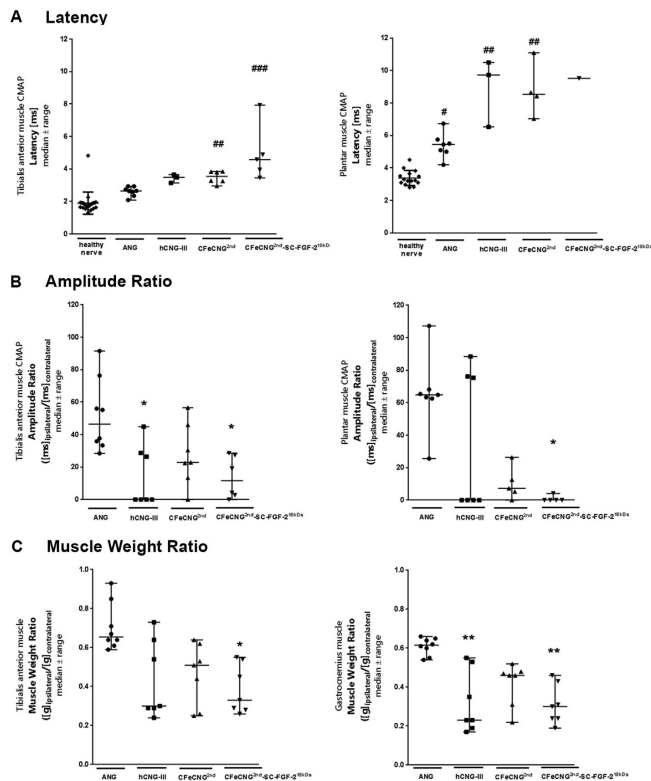 A Latency
Tibialis anterior muscle CMAP
Latency [ms]
median ± range
12
10
8
6
4
2
0
##
###
healthy
nerve
ANG
hCNG-III
CFeCNG2nd
CFeCNG2nd-SC-FGF-218kDs
Plantar muscle CMAP
Latency [ms]
median ± range
12
10
8
6
4
2
0
#
##
##
healthy
nerve
ANG
hCNG-III
CFeCNG2nd
CFeCNG2nd-SC-FGF-218kDs
B Amplitude Ratio
Tibialis anterior muscle CMAP
Amplitude Ratio
([ms]ipsilateral/[ms]contralateral)
median ± range
120
100
80
60
40
20
0
*
*
ANG
hCNG-III
CFeCNG2nd
CFeCNG2nd-SC-FGF-218kDs
Plantar muscle CMAP
Amplitude Ratio
([ms]ipsilateral/[ms]contralateral)
median ± range
120
100
80
60
40
20
0
*
ANG
hCNG-III
CFeCNG2nd
CFeCNG2nd-SC-FGF-218kDs
C Muscle Weight Ratio
Tibialis anterior muscle
Muscle Weight Ratio
([g]ipsilateral/[g]contralateral)
median ± range
1.0
0.8
0.6
0.4
0.2
0.0
*
ANG
hCNG-III
CFeCNG2nd
CFeCNG2nd-SC-FGF-218kDs
Gastrocnemius muscle
Muscle Weight Ratio
([g]ipsilateral/[g]contralateral)
median ± range
1.0
0.8
0.6
0.4
0.2
0.0
**
**
ANG
hCNG-III
CFeCNG2nd
CFeCNG2nd-SC-FGF-218kDs